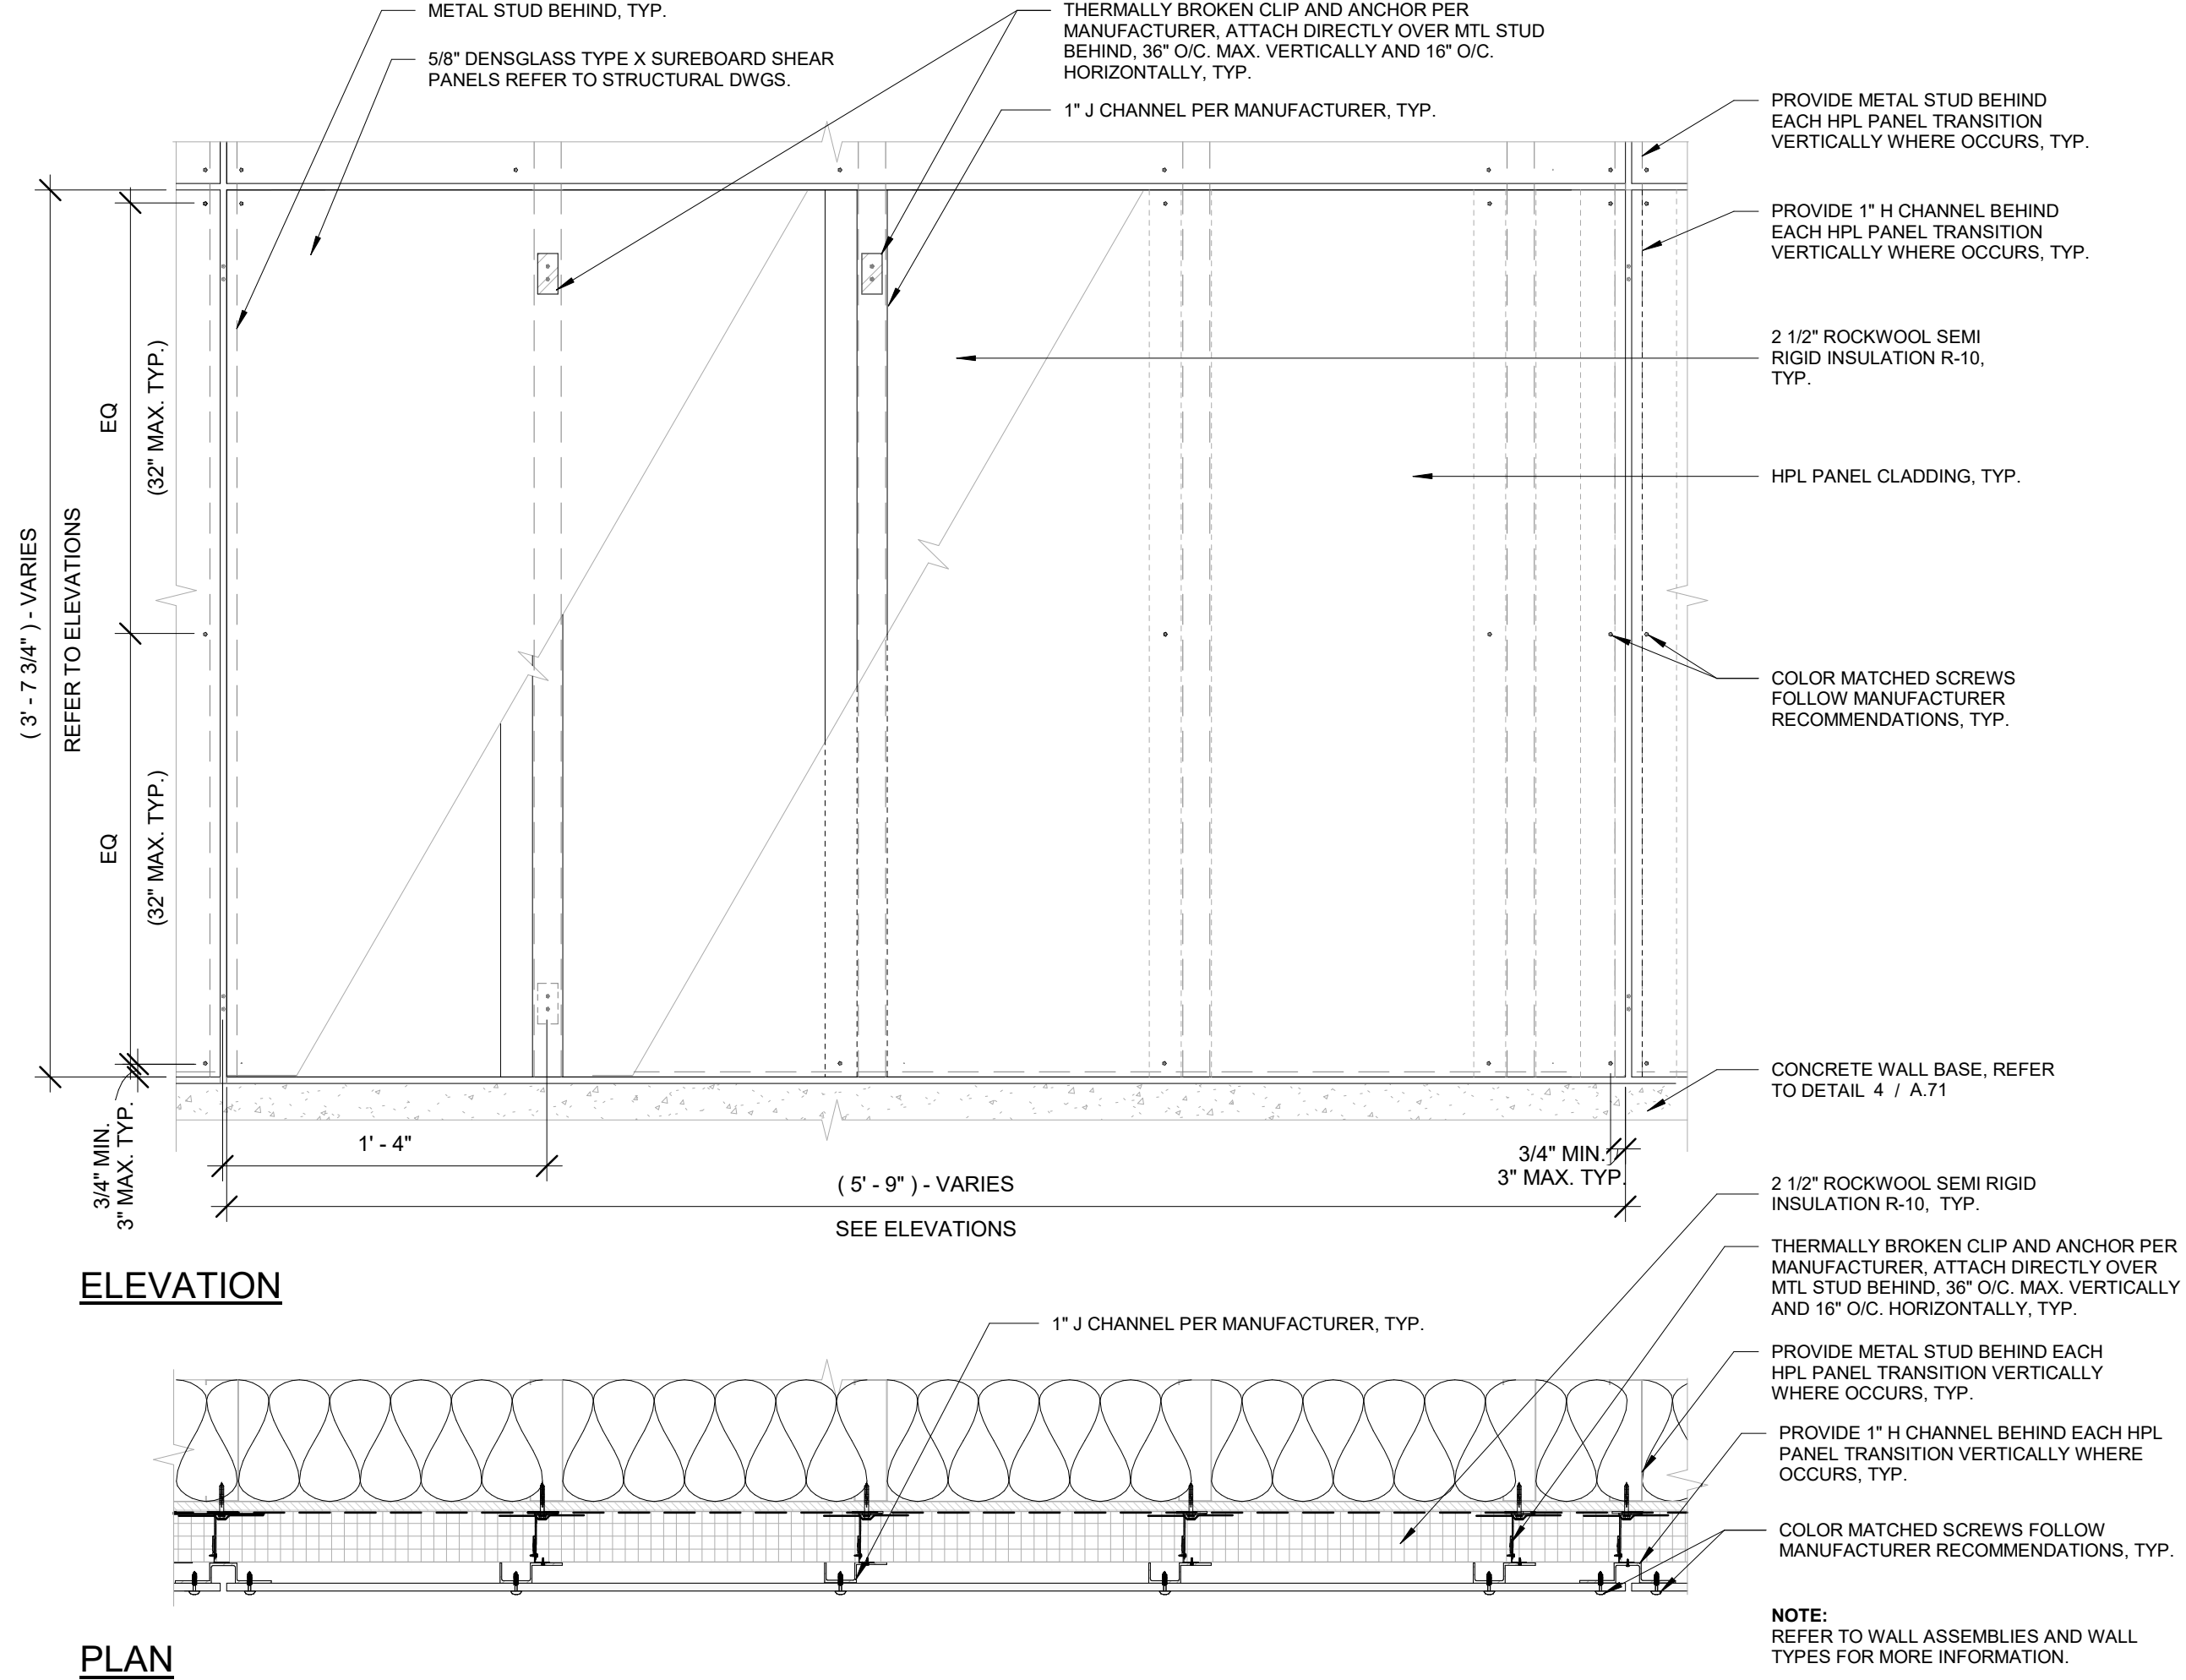 METAL STUD BEHIND, TYP.
5/8" DENSGLASS TYPE X SUREBOARD SHEAR
PANELS REFER TO STRUCTURAL DWGS.
THERMALLY BROKEN CLIP AND ANCHOR PER
MANUFACTURER, ATTACH DIRECTLY OVER MTL STUD
BEHIND, 36" O/C. MAX. VERTICALLY AND 16" O/C.
HORIZONTALLY, TYP.
1" J CHANNEL PER MANUFACTURER, TYP.
PROVIDE METAL STUD BEHIND
EACH HPL PANEL TRANSITION
VERTICALLY WHERE OCCURS, TYP.
PROVIDE 1" H CHANNEL BEHIND
EACH HPL PANEL TRANSITION
VERTICALLY WHERE OCCURS, TYP.
2 1/2" ROCKWOOL SEMI
RIGID INSULATION R-10,
TYP.
HPL PANEL CLADDING, TYP.
COLOR MATCHED SCREWS
FOLLOW MANUFACTURER
RECOMMENDATIONS, TYP.
CONCRETE WALL BASE, REFER
TO DETAIL 4 / A.71
( 3' - 7 3/4" ) - VARIES
REFER TO ELEVATIONS
EQ
(32" MAX. TYP.)
EQ
(32" MAX. TYP.)
3/4" MIN.
3" MAX. TYP.
1' - 4"
( 5' - 9" ) - VARIES
SEE ELEVATIONS
3/4" MIN.
3" MAX. TYP.
ELEVATION
2 1/2" ROCKWOOL SEMI RIGID
INSULATION R-10, TYP.
THERMALLY BROKEN CLIP AND ANCHOR PER
MANUFACTURER, ATTACH DIRECTLY OVER
MTL STUD BEHIND, 36" O/C. MAX. VERTICALLY
AND 16" O/C. HORIZONTALLY, TYP.
1" J CHANNEL PER MANUFACTURER, TYP.
PROVIDE METAL STUD BEHIND EACH
HPL PANEL TRANSITION VERTICALLY
WHERE OCCURS, TYP.
PROVIDE 1" H CHANNEL BEHIND EACH HPL
PANEL TRANSITION VERTICALLY WHERE
OCCURS, TYP.
COLOR MATCHED SCREWS FOLLOW
MANUFACTURER RECOMMENDATIONS, TYP.
NOTE:
REFER TO WALL ASSEMBLIES AND WALL
TYPES FOR MORE INFORMATION.
PLAN